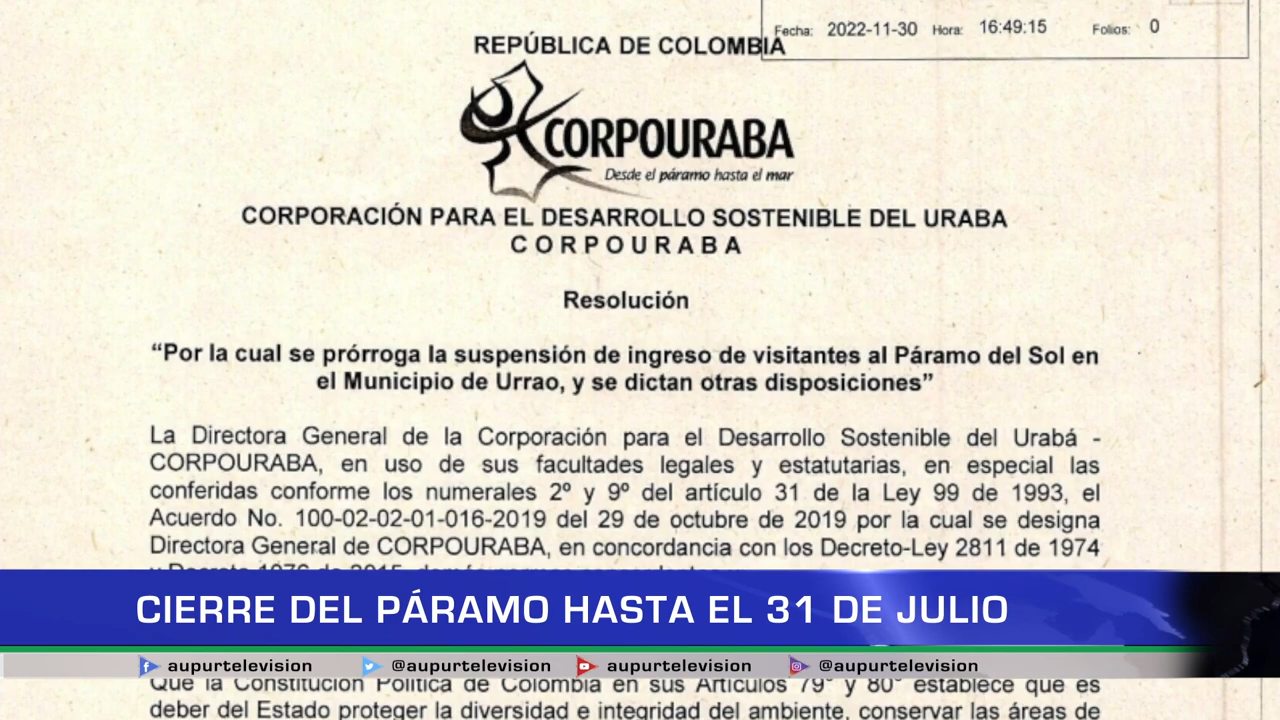 Fecha: 2022-11-30 Hora: 16:49:15 Folios: 0
REPÚBLICA DE COLOMBIA
CORPOURABA
Desde el páramo hasta el mar
CORPORACIÓN PARA EL DESARROLLO SOSTENIBLE DEL URABA
CORPOURABA
Resolución
“Por la cual se prórroga la suspensión de ingreso de visitantes al Páramo del Sol en
el Municipio de Urrao, y se dictan otras disposiciones”
La Directora General de la Corporación para el Desarrollo Sostenible del Urabá -
CORPOURABA, en uso de sus facultades legales y estatutarias, en especial las
conferidas conforme los numerales 2º y 9º del artículo 31 de la Ley 99 de 1993, el
Acuerdo No. 100-02-02-01-016-2019 del 29 de octubre de 2019 por la cual se designa
Directora General de CORPOURABA, en concordancia con los Decreto-Ley 2811 de 1974
CIERRE DEL PÁRAMO HASTA EL 31 DE JULIO
aupurtelevision @aupurtelevision aupurtelevision @aupurtelevision
Que la Constitución Política de Colombia en sus Artículos 79º y 80º establece que es
deber del Estado proteger la diversidad e integridad del ambiente, conservar las áreas de